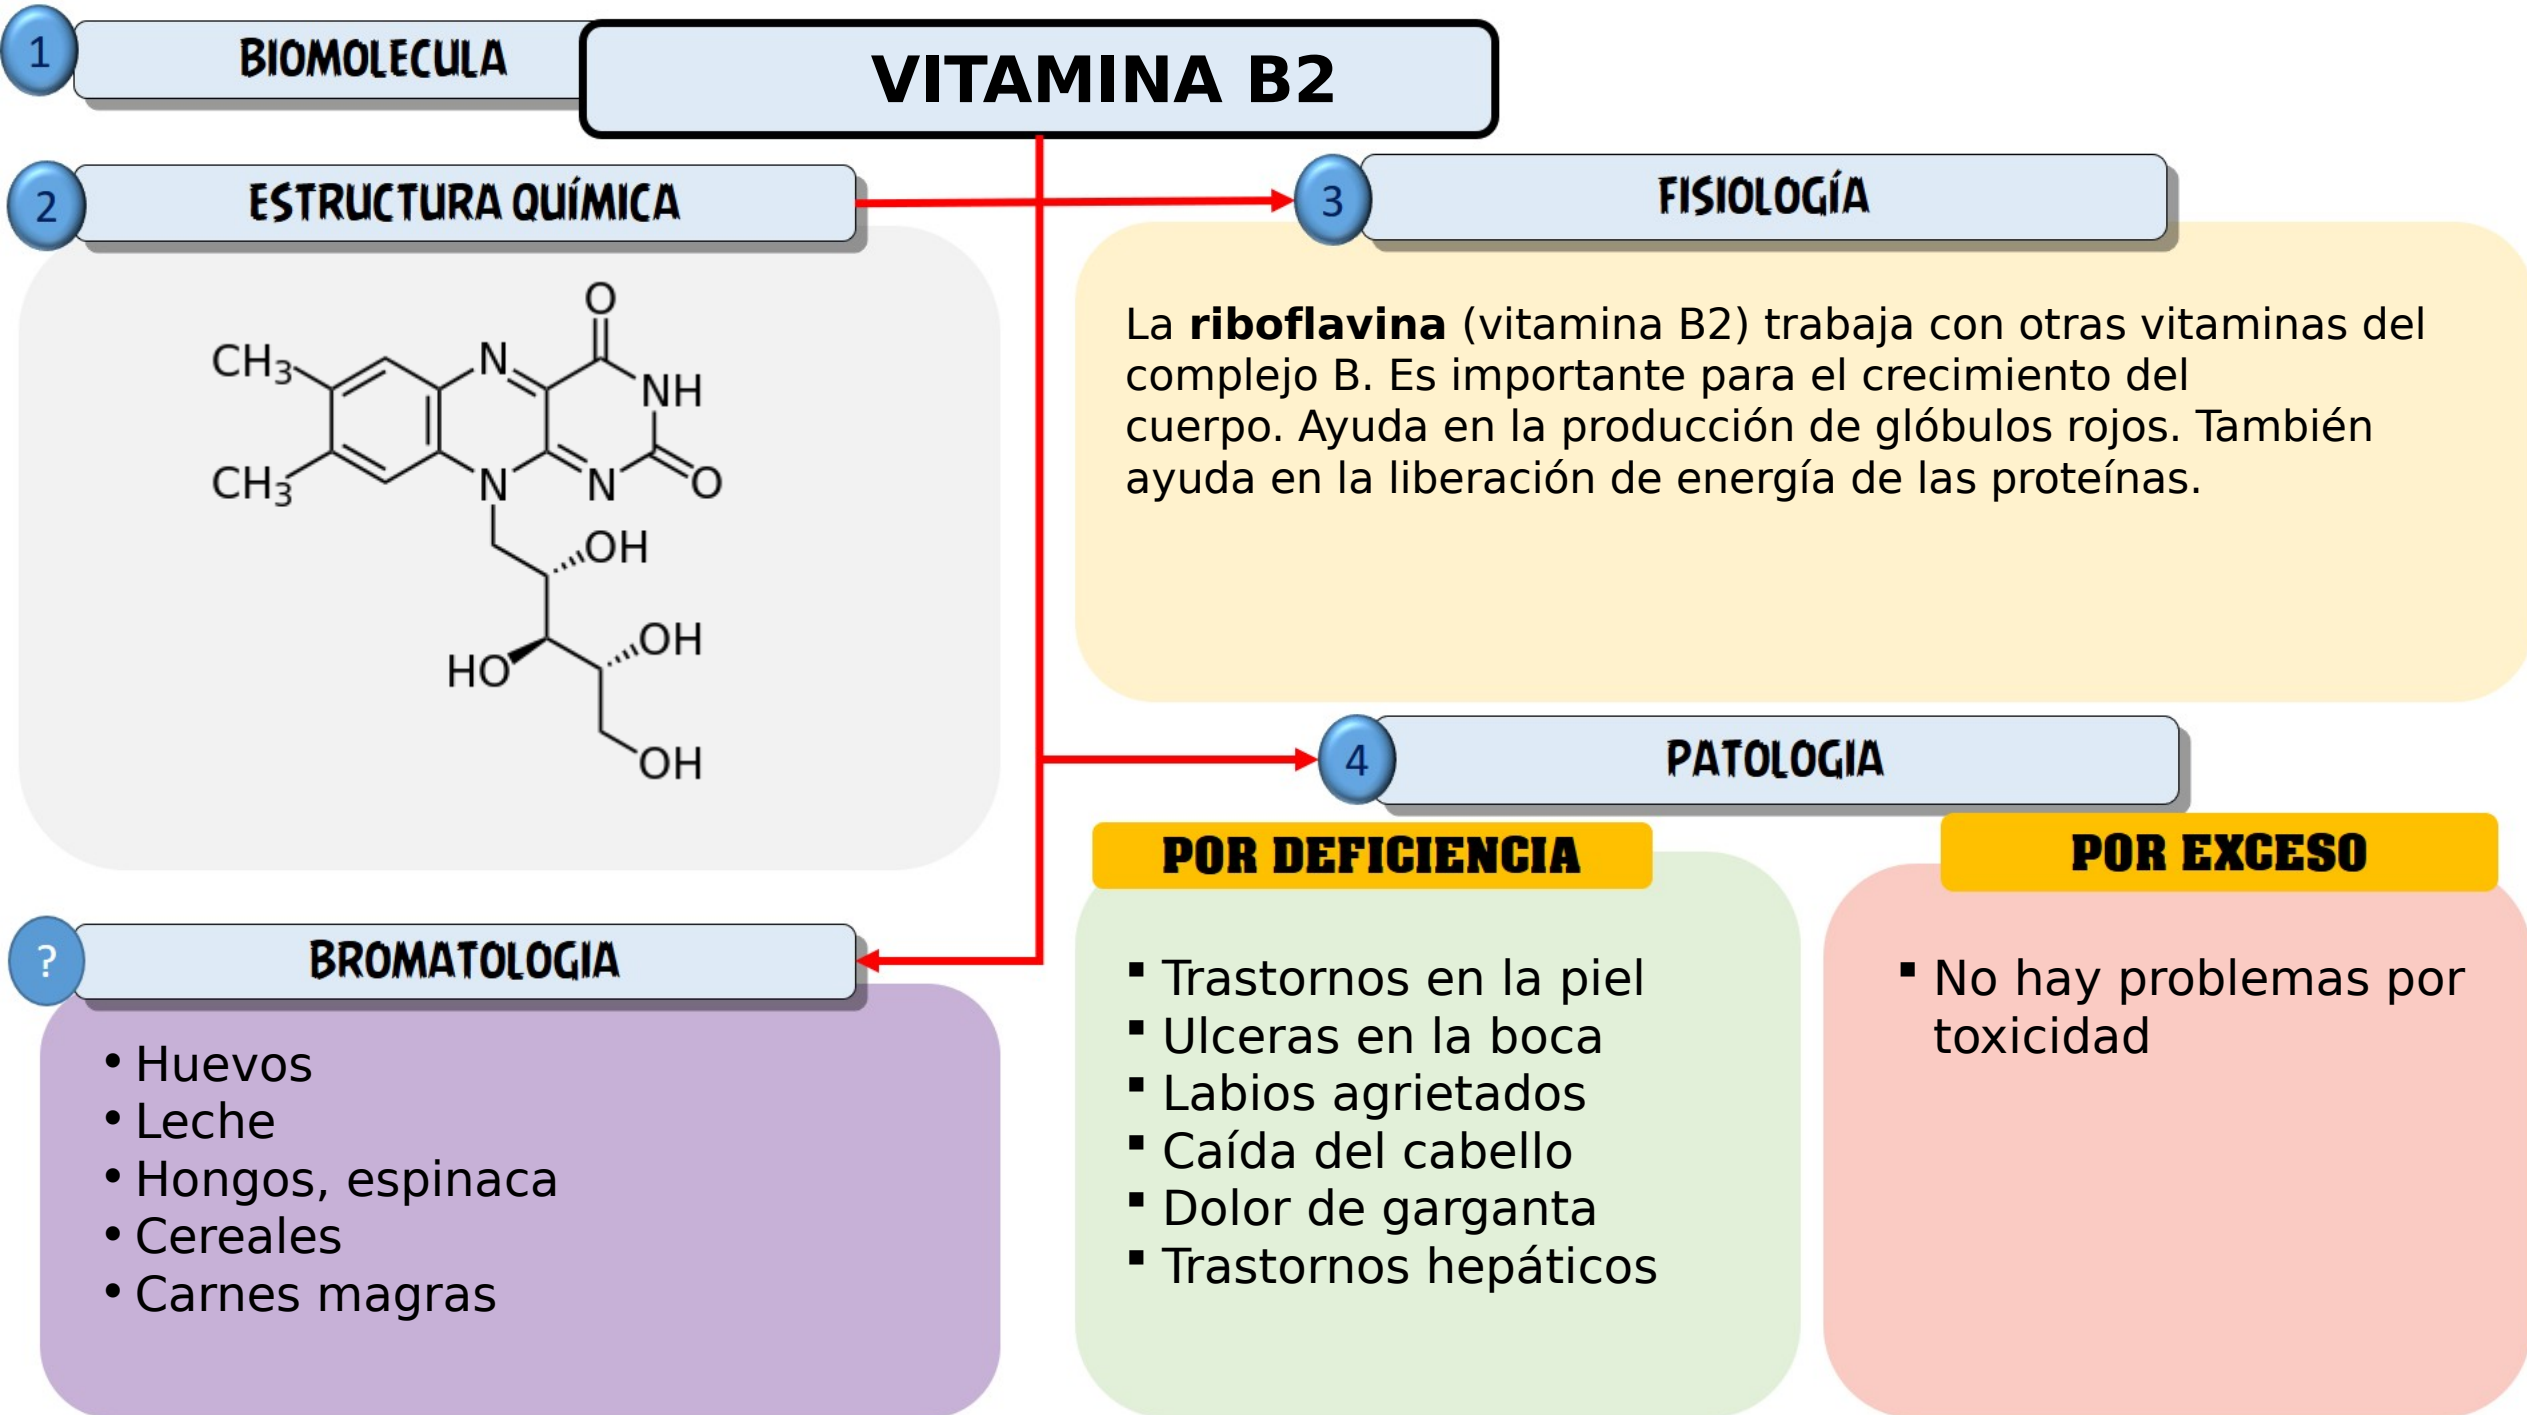 1
BIOMOLECULA
VITAMINA B2
2
ESTRUCTURA QUÍMICA
O
CH3
N
NH
CH3
N
N
O
OH
HO
OH
OH
3
FISIOLOGÍA
La riboflavina (vitamina B2) trabaja con otras vitaminas del
complejo B. Es importante para el crecimiento del
cuerpo. Ayuda en la producción de glóbulos rojos. También
ayuda en la liberación de energía de las proteínas.
4
PATOLOGIA
POR DEFICIENCIA
▪ Trastornos en la piel
▪ Ulceras en la boca
▪ Labios agrietados
▪ Caída del cabello
▪ Dolor de garganta
▪ Trastornos hepáticos
POR EXCESO
▪ No hay problemas por
toxicidad
?
BROMATOLOGIA
• Huevos
• Leche
• Hongos, espinaca
• Cereales
• Carnes magras